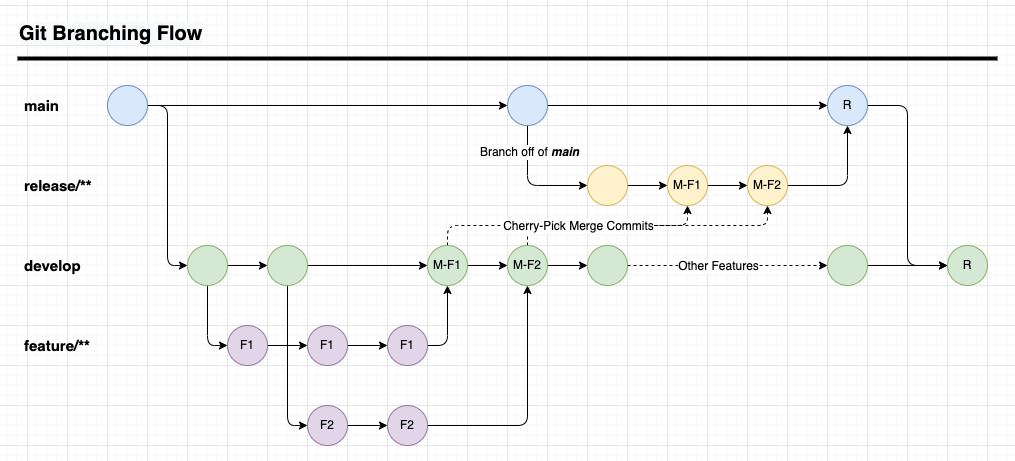 Git Branching Flow
main
R
Branch off of main
release/**
M-F1
M-F2
Cherry-Pick Merge Commits
develop
M-F1
M-F2
Other Features
R
feature/**
F1
F1
F1
F2
F2